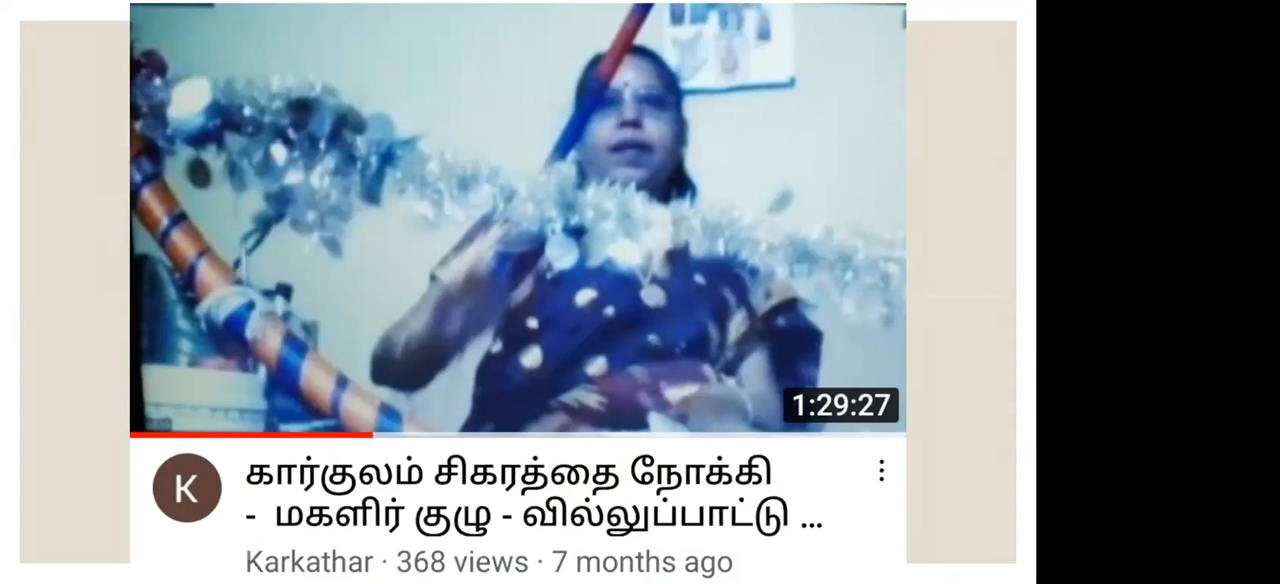 1:29:27
K
கார்குலம் சிகரத்தை நோக்கி
- மகளிர் குழு - வில்லுப்பாட்டு ...
Karkathar · 368 views · 7 months ago